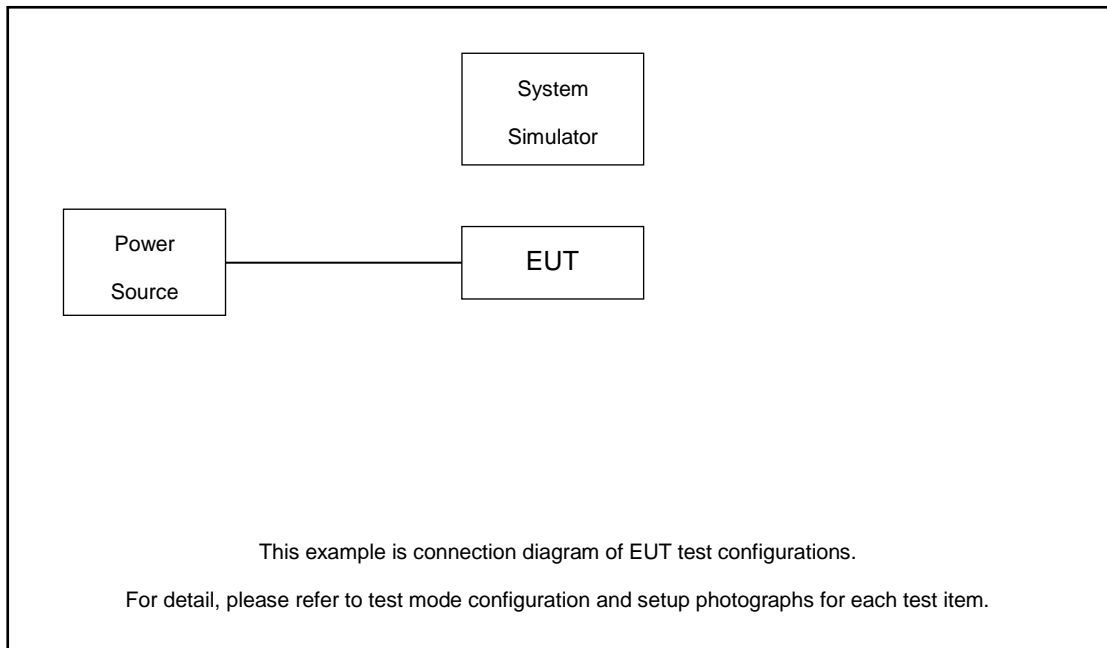 System
Simulator
Power
Source
EUT
This example is connection diagram of EUT test configurations.
For detail, please refer to test mode configuration and setup photographs for each test item.